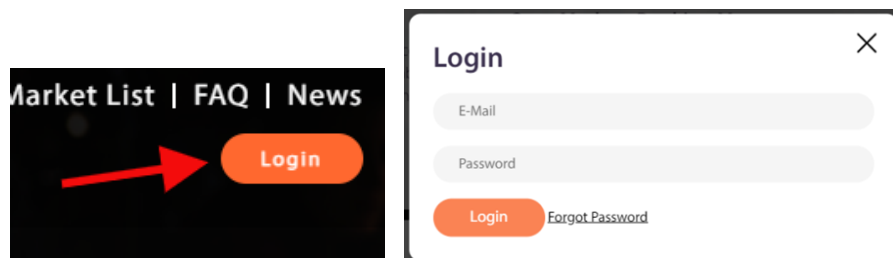 Market List | FAQ | News
Login
Login
E-Mail
Password
Login Forgot Password